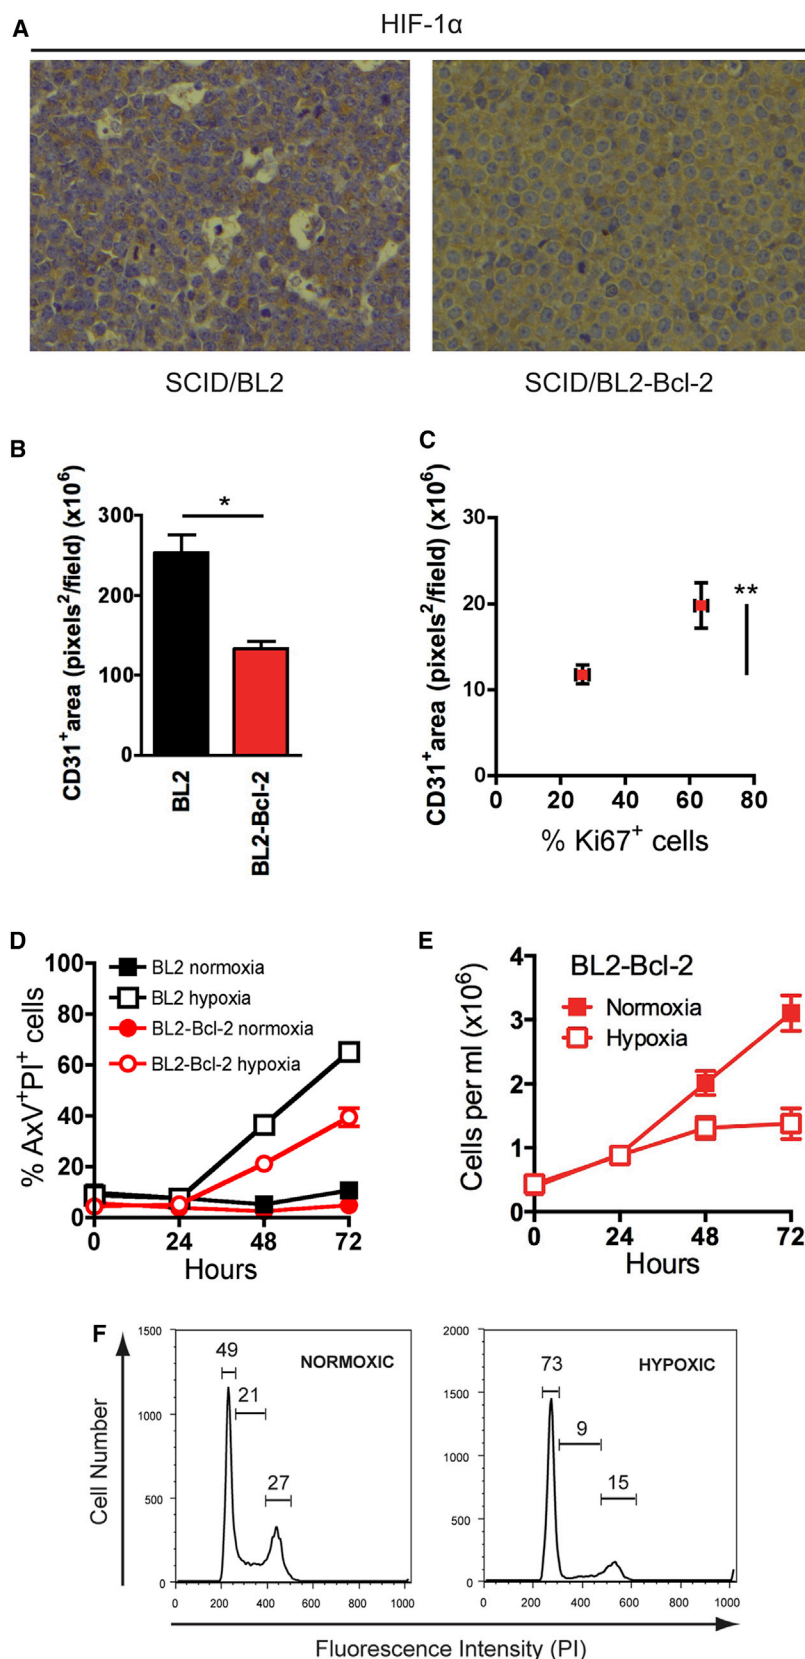 A
HIF-1α
SCID/BL2
SCID/BL2-Bcl-2
B
CD31⁺area (pixels²/field) (x10⁶)
300
200
100
0
*
BL2
BL2-Bcl-2
C
CD31⁺area (pixels²/field) (x10⁶)
30
20
10
0
**
0 20 40 60 80
% Ki67⁺ cells
D
% AxV⁺PI⁺ cells
100
80
60
40
20
0
BL2 normoxia
BL2 hypoxia
BL2-Bcl-2 normoxia
BL2-Bcl-2 hypoxia
0 24 48 72
Hours
E
Cells per ml (x10⁶)
4
3
2
1
0
BL2-Bcl-2
Normoxia
Hypoxia
0 24 48 72
Hours
F
Cell Number
1500
1000
500
0
49
21
27
NORMOXIC
0 200 400 600 800 1000
2000
1500
1000
500
0
73
9
15
HYPOXIC
0 200 400 600 800 1000
Fluorescence Intensity (PI)